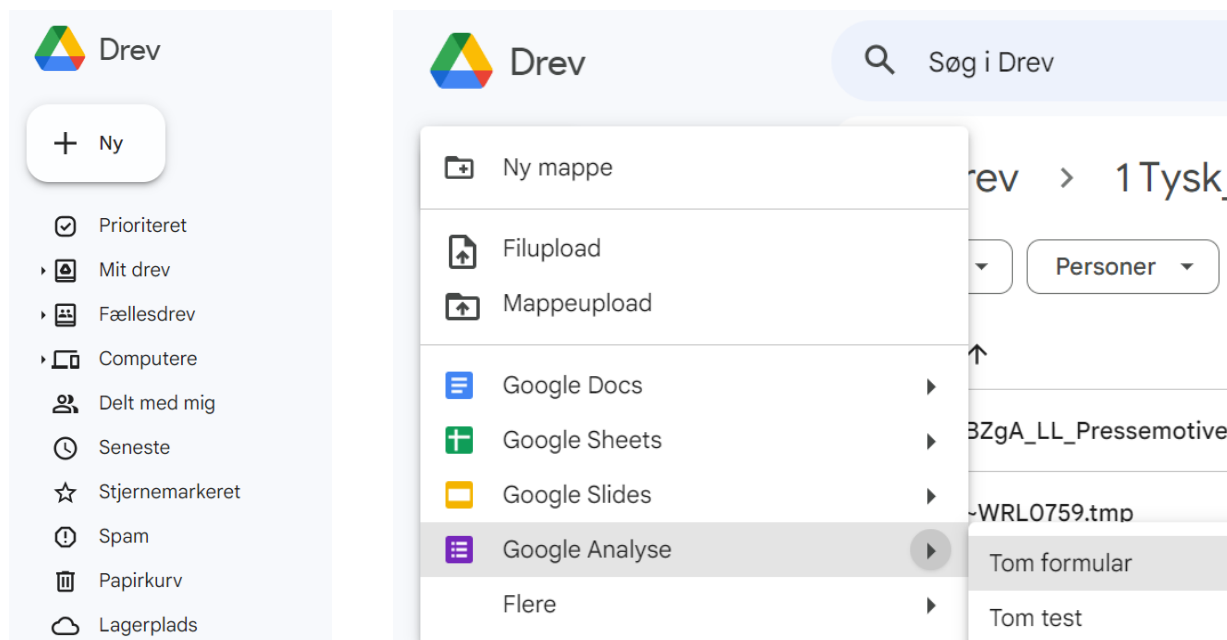 Drev
Ny
Prioriteret
Mit drev
Fællesdrev
Computere
Delt med mig
Seneste
Stjernemarkeret
Spam
Papirkurv
Lagerplads
Drev
Søg i Drev
Ny mappe
rev > 1 Tysk_
Filupload
Personer
Mappeupload
Google Docs
BZgA_LL_Pressemotive
Google Sheets
Google Slides
~WRL0759.tmp
Google Analyse
Tom formular
Flere
Tom test